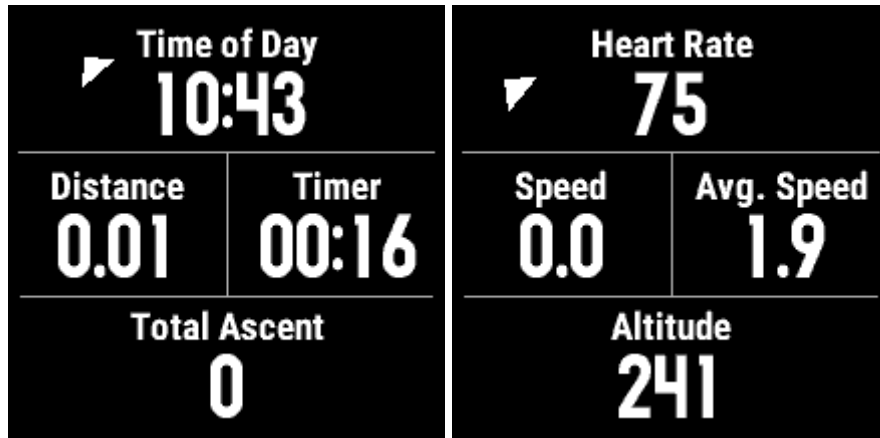 Time of Day
10:43
Distance
0.01
Timer
00:16
Total Ascent
0
Heart Rate
75
Speed
0.0
Avg. Speed
1.9
Altitude
241